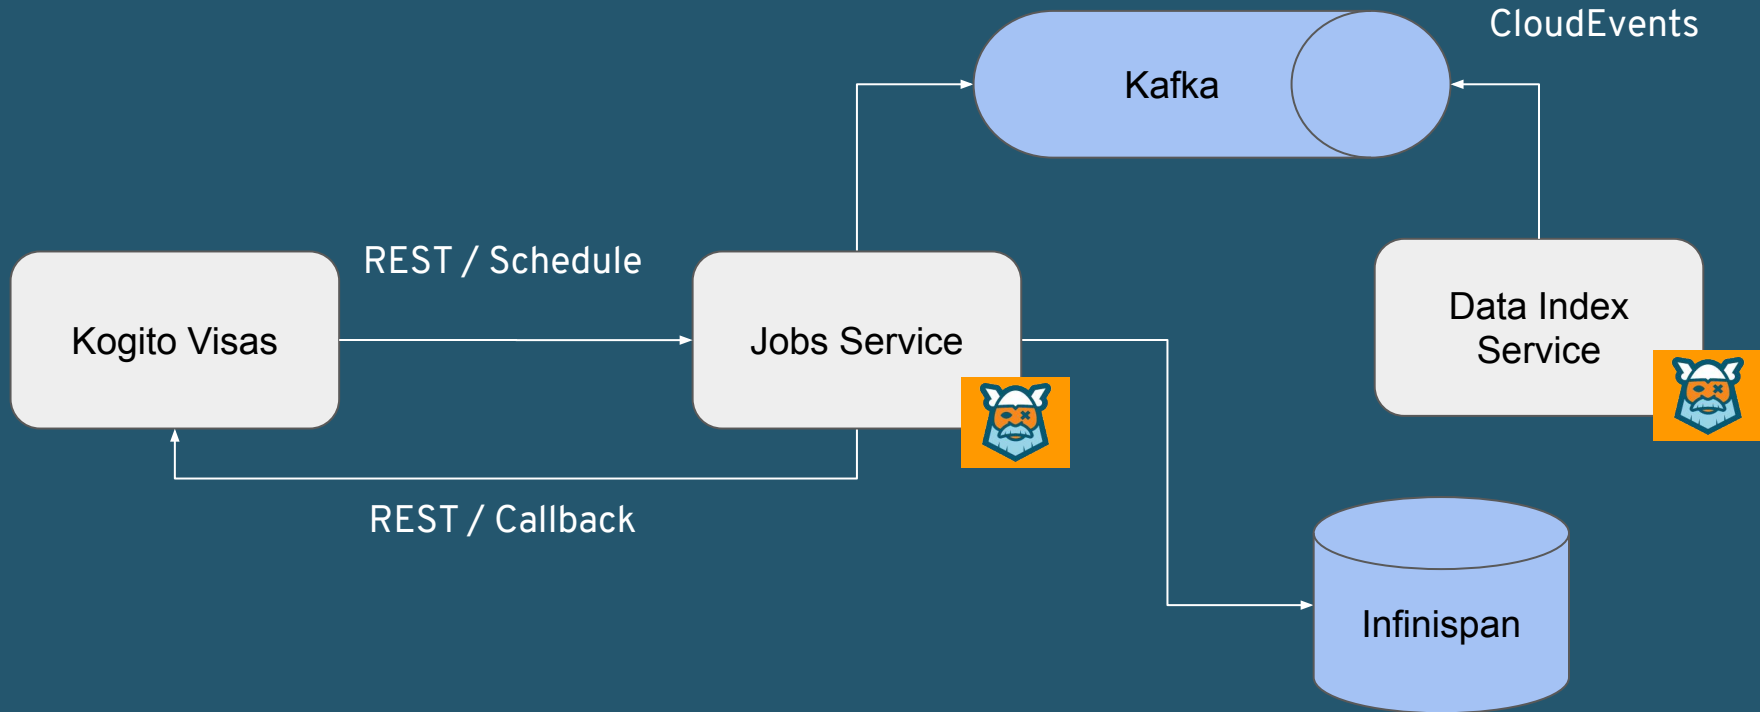 CloudEvents
Kafka
REST / Schedule
Kogito Visas
Jobs Service
Data Index
Service
REST / Callback
Infinispan